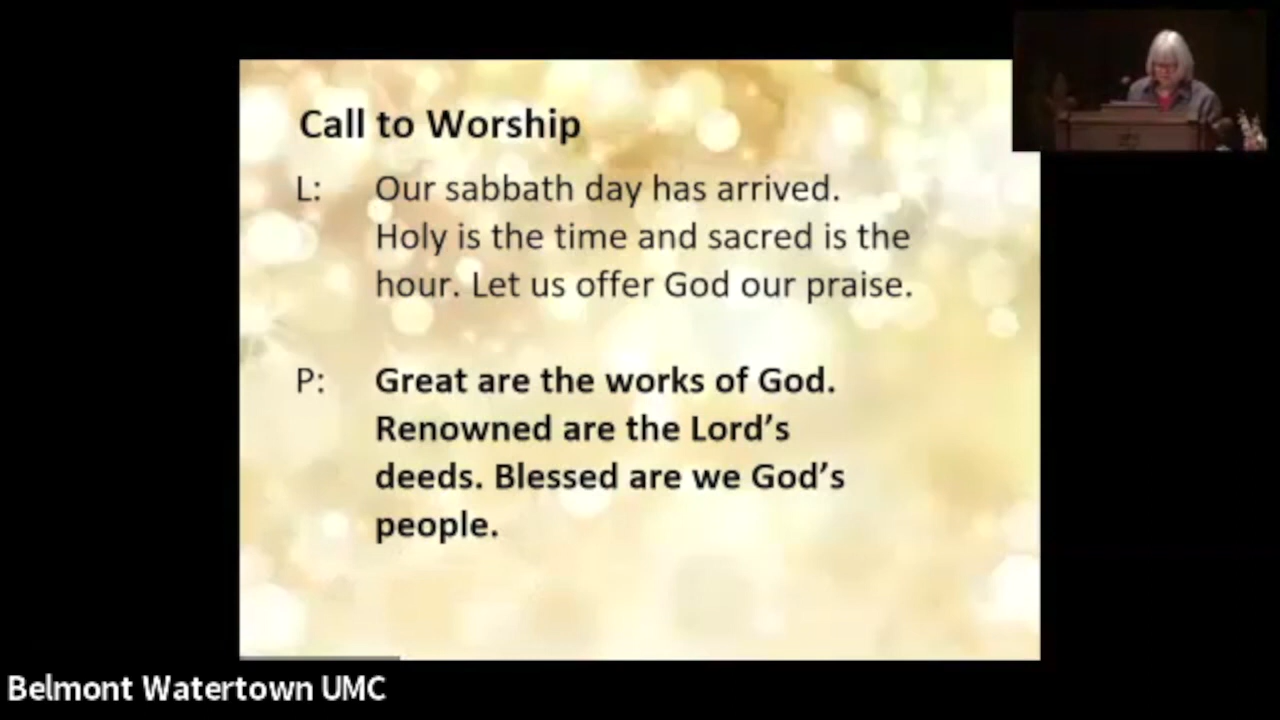 Call to Worship
L: Our sabbath day has arrived.
Holy is the time and sacred is the
hour. Let us offer God our praise.
P: Great are the works of God.
Renowned are the Lord’s
deeds. Blessed are we God’s
people.
Belmont Watertown UMC